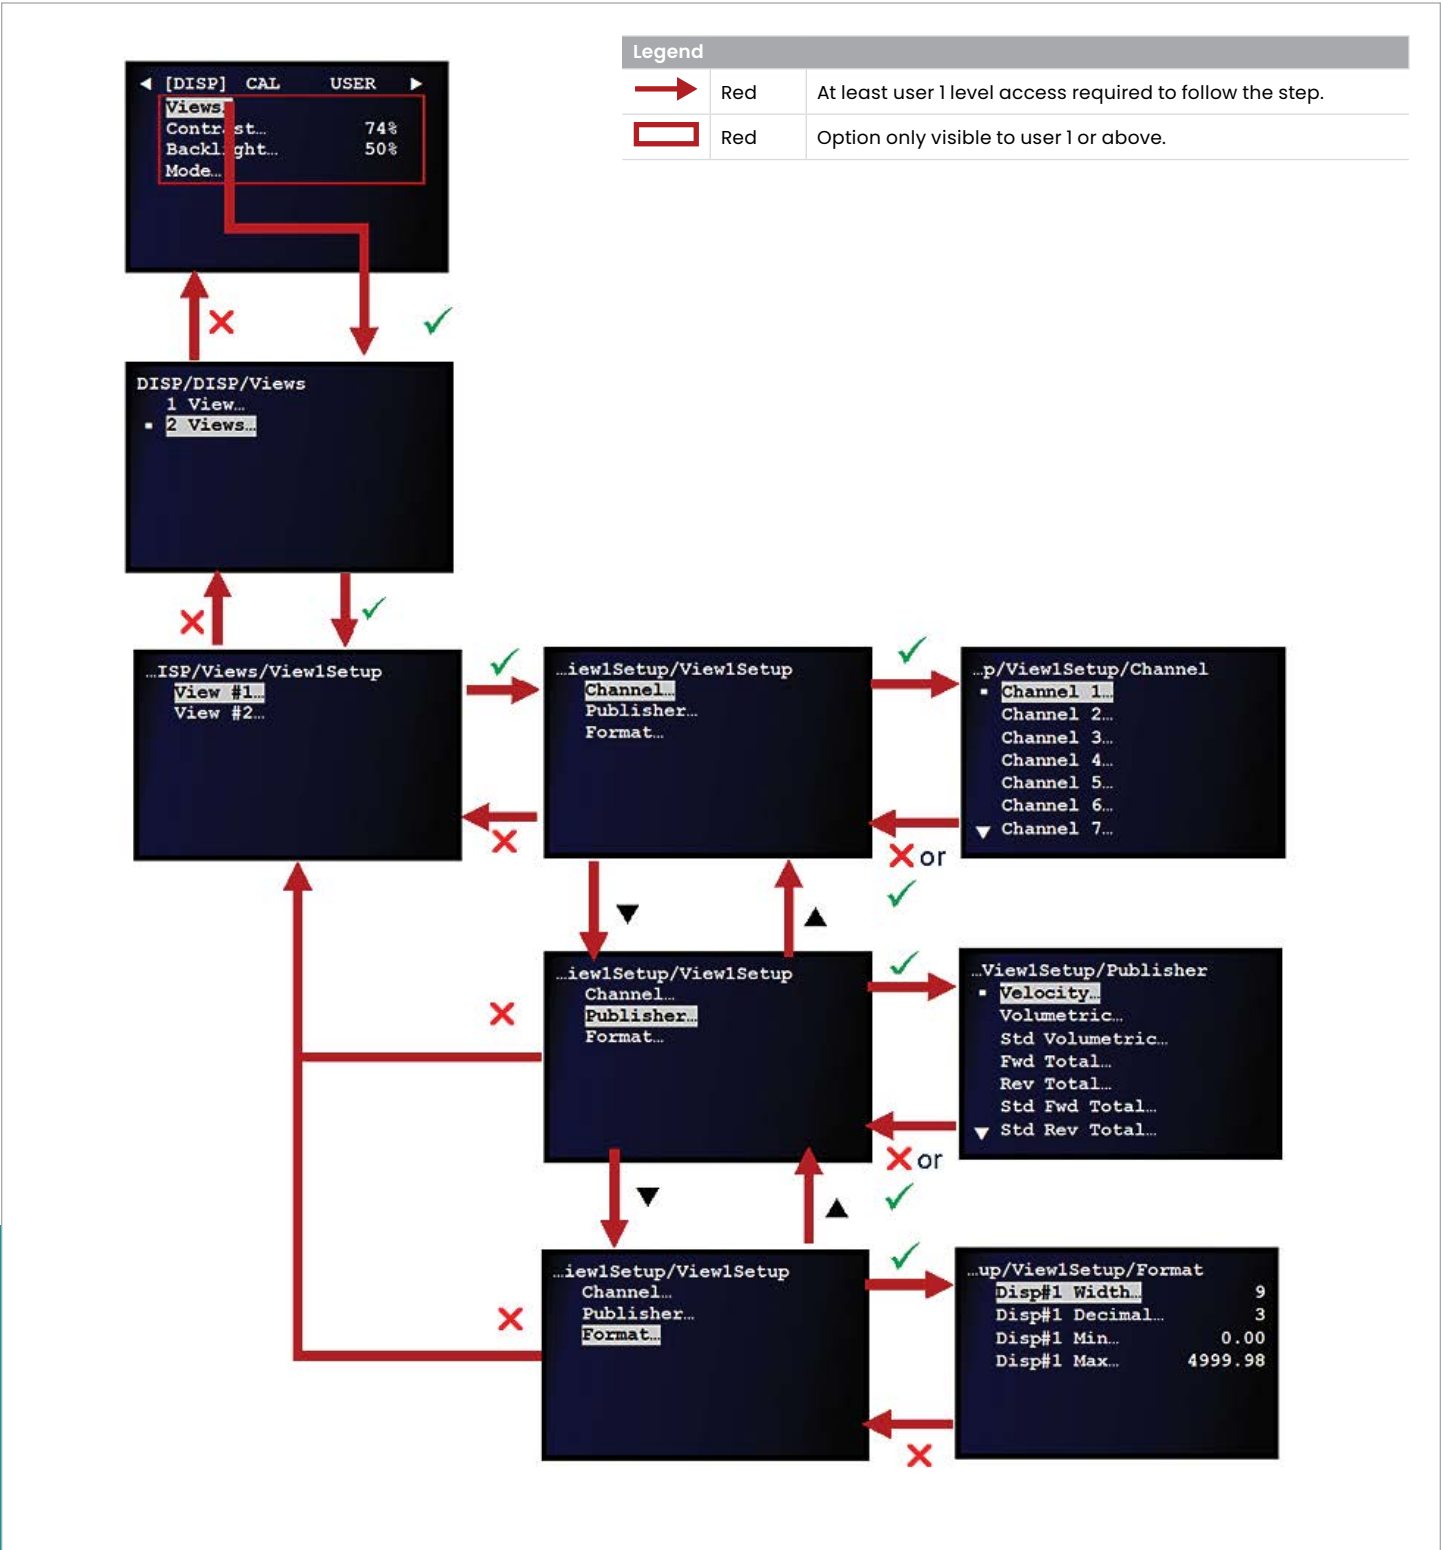 Legend
Red At least user 1 level access required to follow the step.
Red Option only visible to user 1 or above.
[DISP] CAL USER
Views…
Contrast… 74%
Backlight… 50%
Mode…
DISP/DISP/Views
1 View…
2 Views…
…ISP/Views/View1Setup
View #1…
View #2…
…iew1Setup/View1Setup
Channel…
Publisher…
Format…
…p/View1Setup/Channel
Channel 1…
Channel 2…
Channel 3…
Channel 4…
Channel 5…
Channel 6…
Channel 7…
or
…iew1Setup/View1Setup
Channel…
Publisher…
Format…
…View1Setup/Publisher
Velocity…
Volumetric…
Std Volumetric…
Fwd Total…
Rev Total…
Std Fwd Total…
Std Rev Total…
or
…iew1Setup/View1Setup
Channel…
Publisher…
Format…
…up/View1Setup/Format
Disp#1 Width… 9
Disp#1 Decimal… 3
Disp#1 Min… 0.00
Disp#1 Max… 4999.98